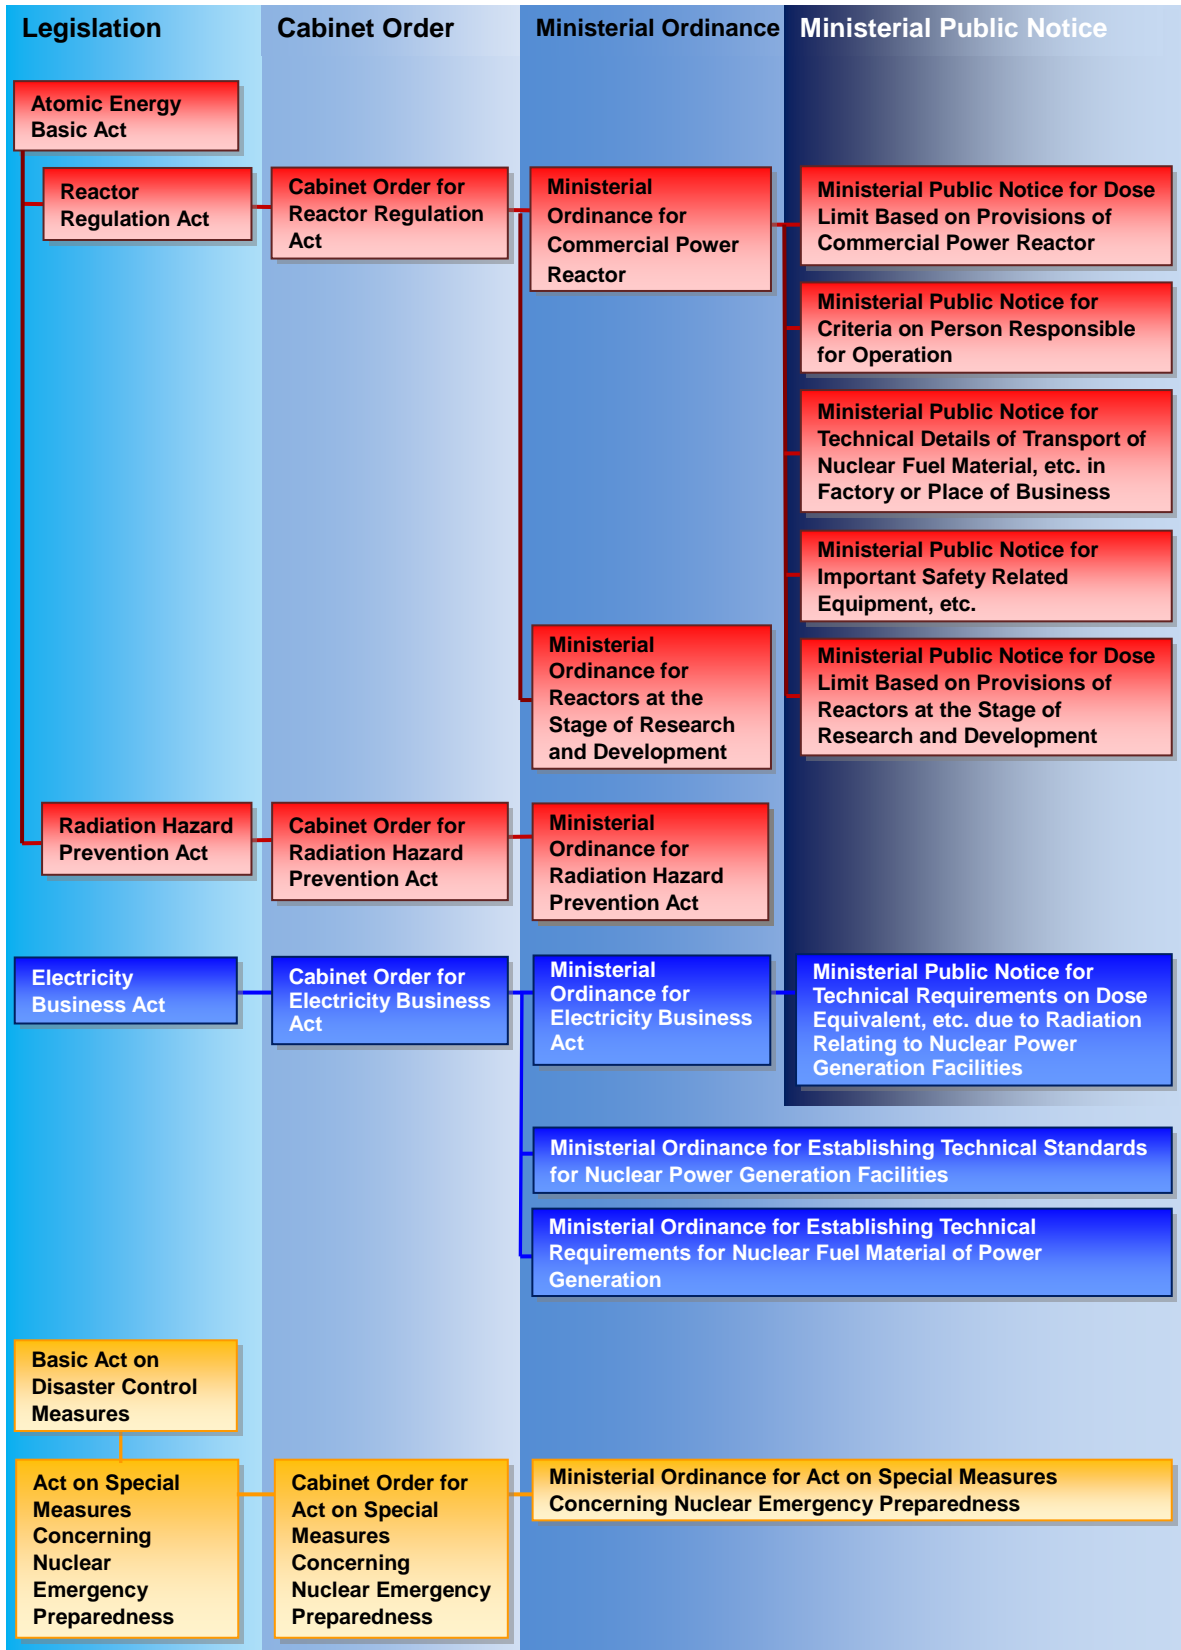 Legislation
Cabinet Order
Ministerial Ordinance
Ministerial Public Notice
Atomic Energy
Basic Act
Reactor
Regulation Act
Cabinet Order for
Reactor Regulation
Act
Ministerial
Ordinance for
Commercial Power
Reactor
Ministerial Public Notice for Dose
Limit Based on Provisions of
Commercial Power Reactor
Ministerial Public Notice for
Criteria on Person Responsible
for Operation
Ministerial Public Notice for
Technical Details of Transport of
Nuclear Fuel Material, etc. in
Factory or Place of Business
Ministerial Public Notice for
Important Safety Related
Equipment, etc.
Ministerial
Ordinance for
Reactors at the
Stage of Research
and Development
Ministerial Public Notice for Dose
Limit Based on Provisions of
Reactors at the Stage of
Research and Development
Radiation Hazard
Prevention Act
Cabinet Order for
Radiation Hazard
Prevention Act
Ministerial
Ordinance for
Radiation Hazard
Prevention Act
Electricity
Business Act
Cabinet Order for
Electricity Business
Act
Ministerial
Ordinance for
Electricity Business
Act
Ministerial Public Notice for
Technical Requirements on Dose
Equivalent, etc. due to Radiation
Relating to Nuclear Power
Generation Facilities
Ministerial Ordinance for Establishing Technical Standards
for Nuclear Power Generation Facilities
Ministerial Ordinance for Establishing Technical
Requirements for Nuclear Fuel Material of Power
Generation
Basic Act on
Disaster Control
Measures
Act on Special
Measures
Concerning
Nuclear
Emergency
Preparedness
Cabinet Order for
Act on Special
Measures
Concerning
Nuclear Emergency
Preparedness
Ministerial Ordinance for Act on Special Measures
Concerning Nuclear Emergency Preparedness